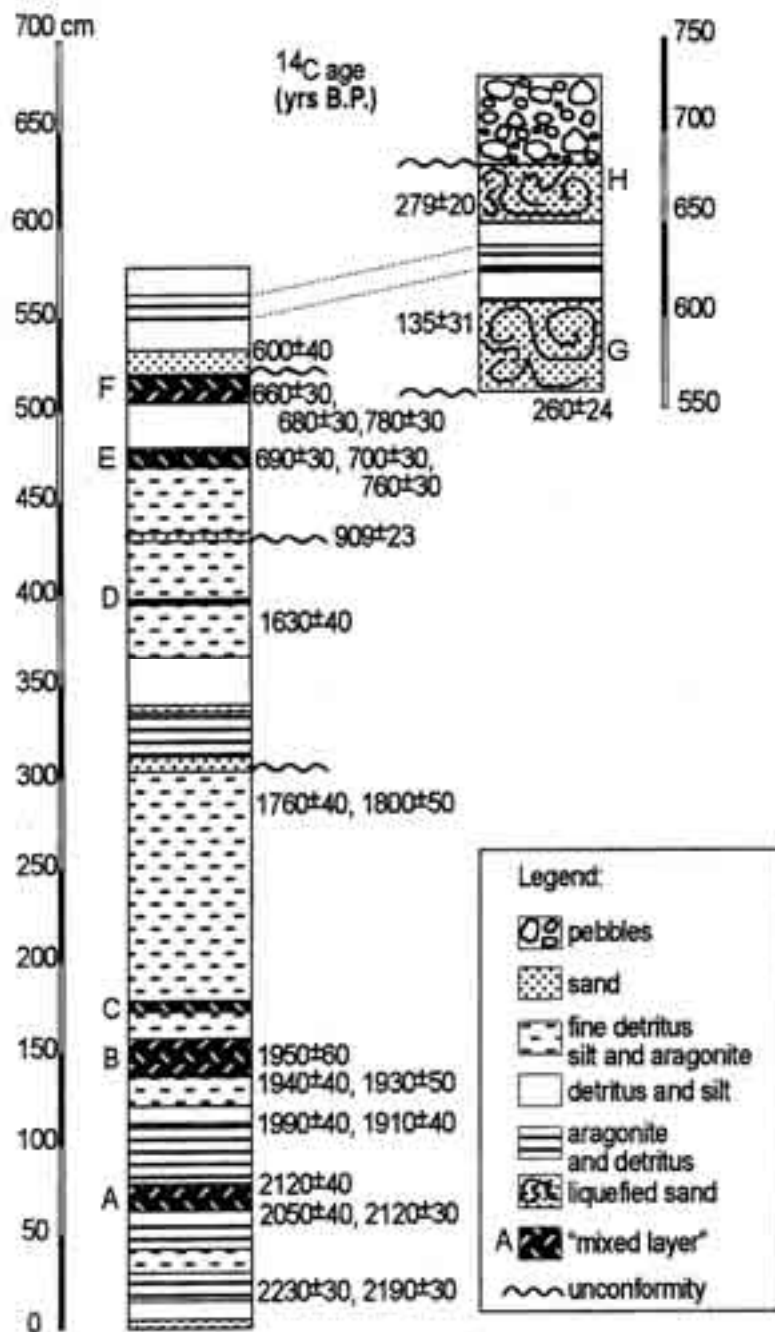 700 cm
650
600
550
500
450
400
350
300
250
200
150
100
50
0
14C age
(yrs B.P.)
750
700
650
600
550
H
279±20
135±31
G
260±24
600±40
F
660±30,
680±30,780±30
E
690±30, 700±30,
760±30
909±23
D
1630±40
1760±40, 1800±50
C
B
1950±60
1940±40, 1930±50
1990±40, 1910±40
2120±40
A
2050±40, 2120±30
2230±30, 2190±30
Legend:
pebbles
sand
fine detritus
silt and aragonite
detritus and silt
aragonite
and detritus
liquefied sand
A "mixed layer"
unconformity